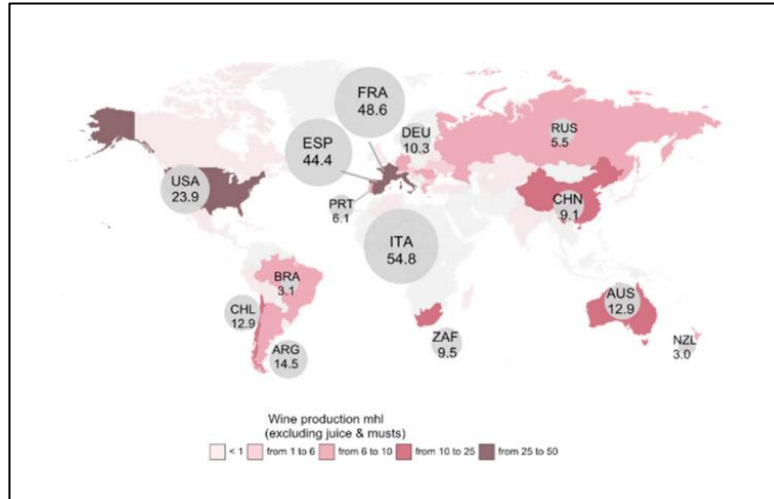 FRA
48.6
ESP
44.4
DEU
10.3
RUS
5.5
USA
23.9
PRT
6.1
CHN
9.1
ITA
54.8
BRA
3.1
CHL
12.9
AUS
12.9
ARG
14.5
ZAF
9.5
NZL
3.0
Wine production mhl
(excluding juice & musts)
< 1 from 1 to 6 from 6 to 10 from 10 to 25 from 25 to 50